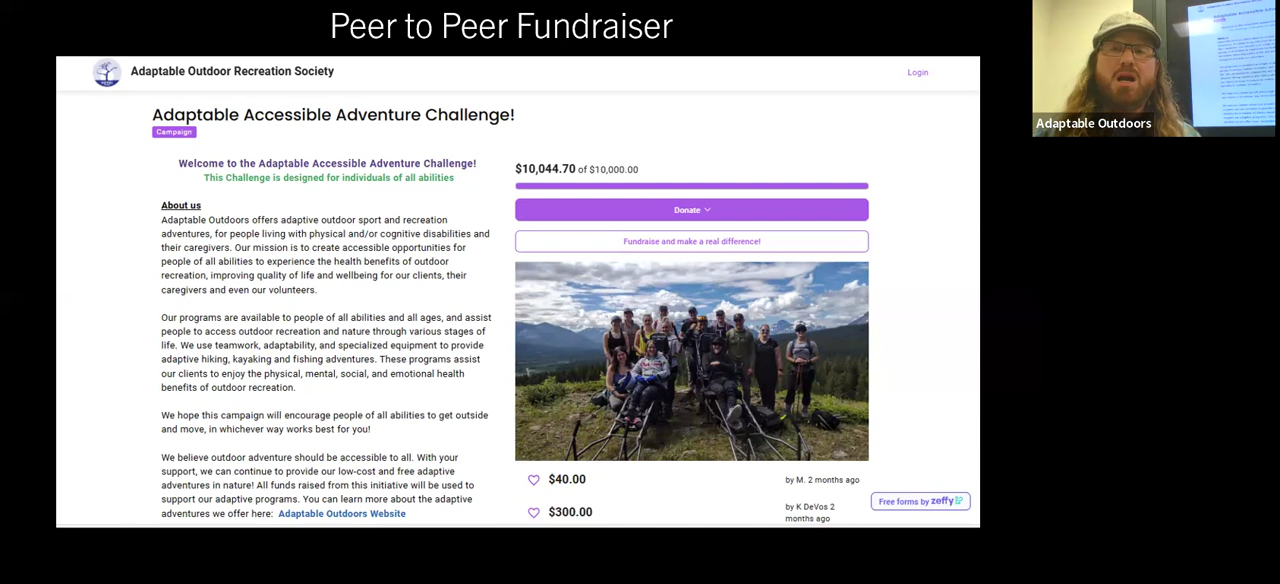 Peer to Peer Fundraiser
Adaptable Outdoor Recreation Society
Login
Adaptable Accessible Adventure Challenge!
Campaign
Welcome to the Adaptable Accessible Adventure Challenge!
This Challenge is designed for individuals of all abilities
About us
Adaptable Outdoors offers adaptive outdoor sport and recreation
adventures, for people living with physical and/or cognitive disabilities and
their caregivers. Our mission is to create accessible opportunities for
people of all abilities to experience the health benefits of outdoor
recreation, improving quality of life and wellbeing for our clients, their
caregivers and even our volunteers.
Our programs are available to people of all abilities and all ages, and assist
people to access outdoor recreation and nature through various stages of
life. We use teamwork, adaptability, and specialized equipment to provide
adaptive hiking, kayaking and fishing adventures. These programs assist
our clients to enjoy the physical, mental, social, and emotional health
benefits of outdoor recreation.
We hope this campaign will encourage people of all abilities to get outside
and move, in whichever way works best for you!
We believe outdoor adventure should be accessible to all. With your
support, we can continue to provide our low-cost and free adaptive
adventures in nature! All funds raised from this initiative will be used to
support our adaptive programs. You can learn more about the adaptive
adventures we offer here: Adaptable Outdoors Website
$10,044.70 of $10,000.00
Donate
Fundraise and make a real difference!
$40.00
by M. 2 months ago
$300.00
by K DeVos 2
months ago
Free forms by zeffy
Adaptable Outdoors